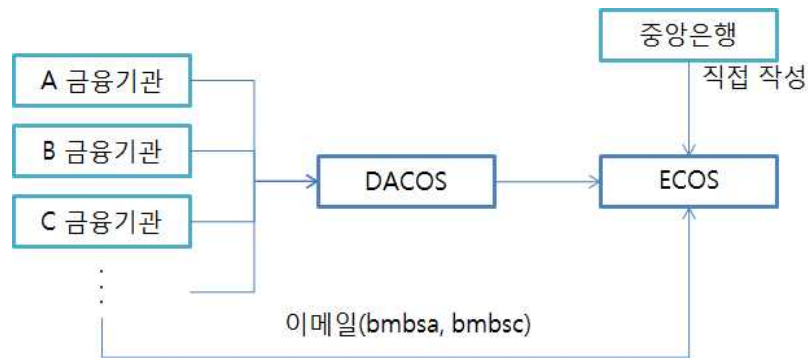 중앙은행
직접 작성
A 금융기관
B 금융기관
C 금융기관
DACOS
ECOS
이메일(bmbsa, bmbsc)